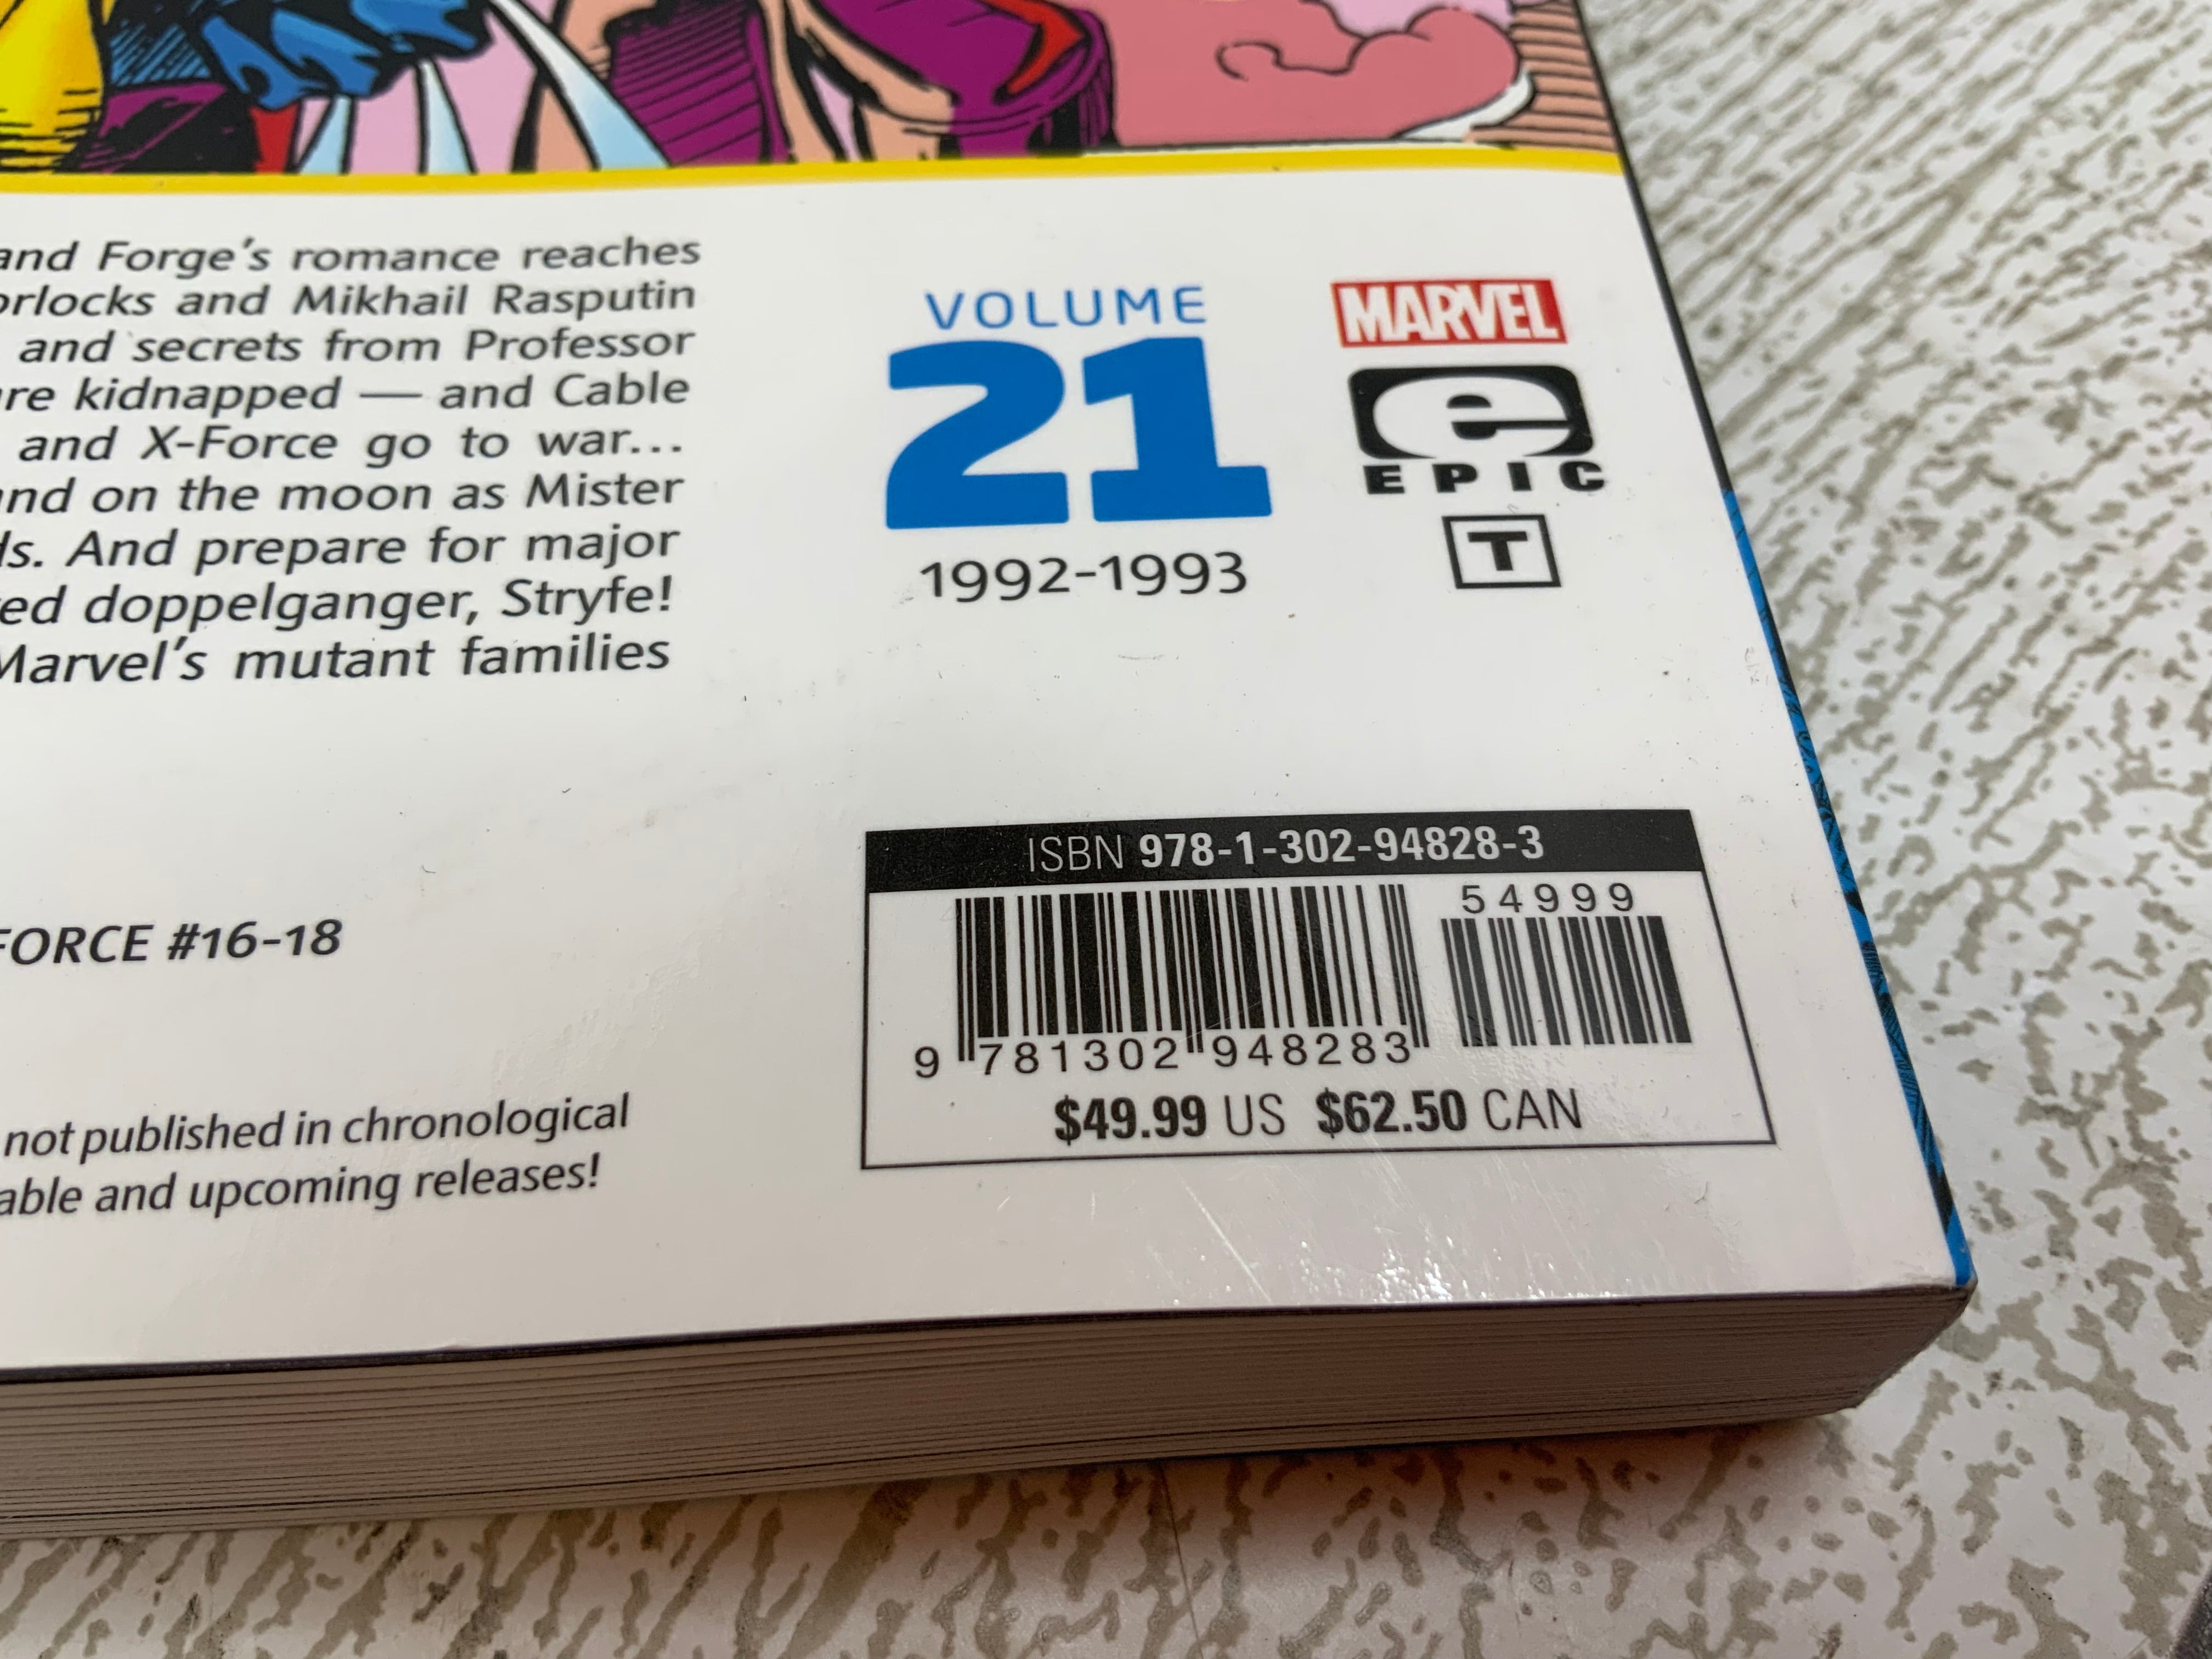 and Forge's romance reaches
orlocks and Mikhail Rasputin
and secrets from Professor
re kidnapped — and Cable
and X-Force go to war...
nd on the moon as Mister
ds. And prepare for major
ed doppelganger, Stryfe!
Marvel's mutant families
FORCE #16-18
not published in chronological
able and upcoming releases!
VOLUME
21
1992-1993
MARVEL
e
EPIC
T
ISBN 978-1-302-94828-3
54999
9 781302 948283
$49.99 US $62.50 CAN